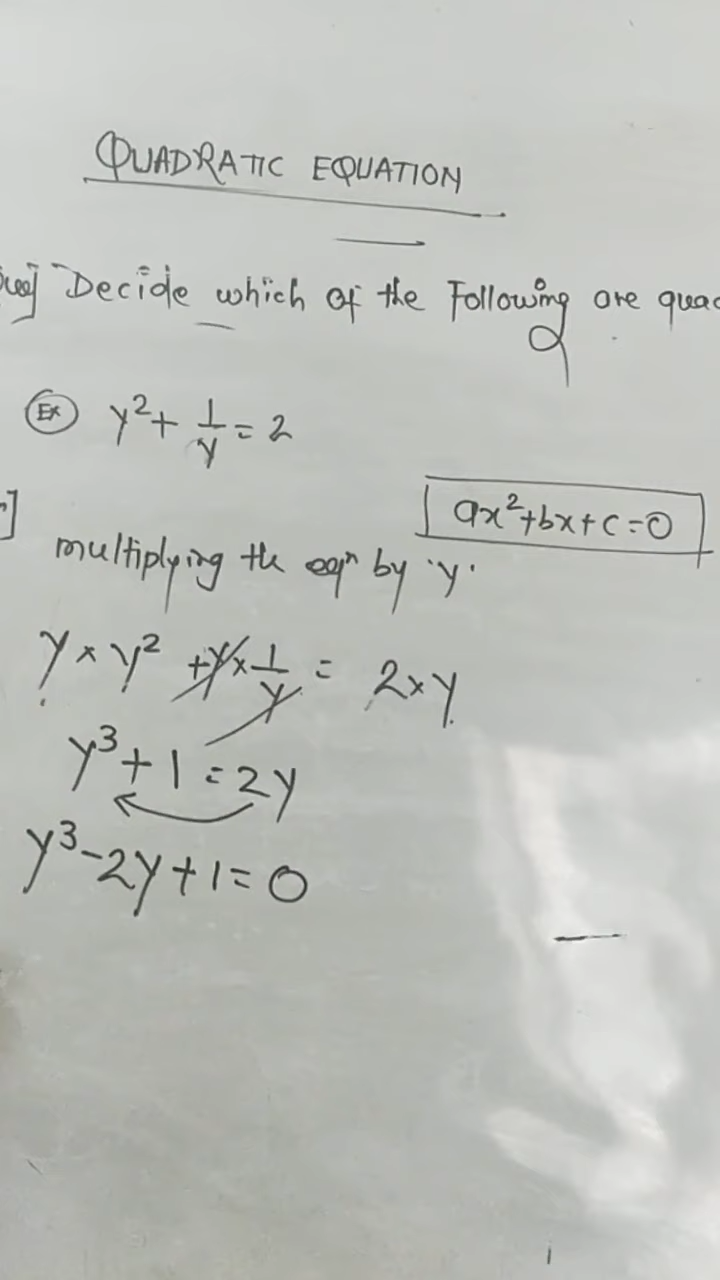 QUADRATIC EQUATION
Decide which of the Following are
Ex y²+ 1/y = 2
ax²+bx+c=0
multiplying the eqn by 'y'
y × y² + y × 1/y = 2×y
y³+1=2y
y³-2y+1=0